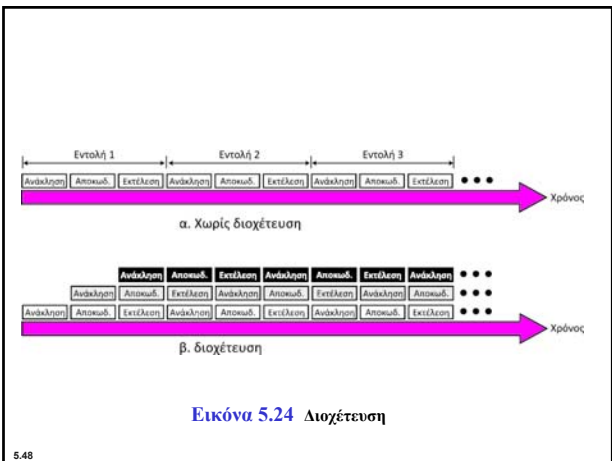 Εντολή 1 Εντολή 2 Εντολή 3
Ανάκληση Αποκωδ. Εκτέλεση Ανάκληση Αποκωδ. Εκτέλεση Ανάκληση Αποκωδ. Εκτέλεση
Χρόνος
α. Χωρίς διοχέτευση
Ανάκληση Αποκωδ. Εκτέλεση Ανάκληση Αποκωδ. Εκτέλεση Ανάκληση
Ανάκληση Αποκωδ. Εκτέλεση Ανάκληση Αποκωδ. Εκτέλεση Ανάκληση Αποκωδ.
Ανάκληση Αποκωδ. Εκτέλεση Ανάκληση Αποκωδ. Εκτέλεση Ανάκληση Αποκωδ. Εκτέλεση
Χρόνος
β. διοχέτευση
Εικόνα 5.24 Διοχέτευση
5.48